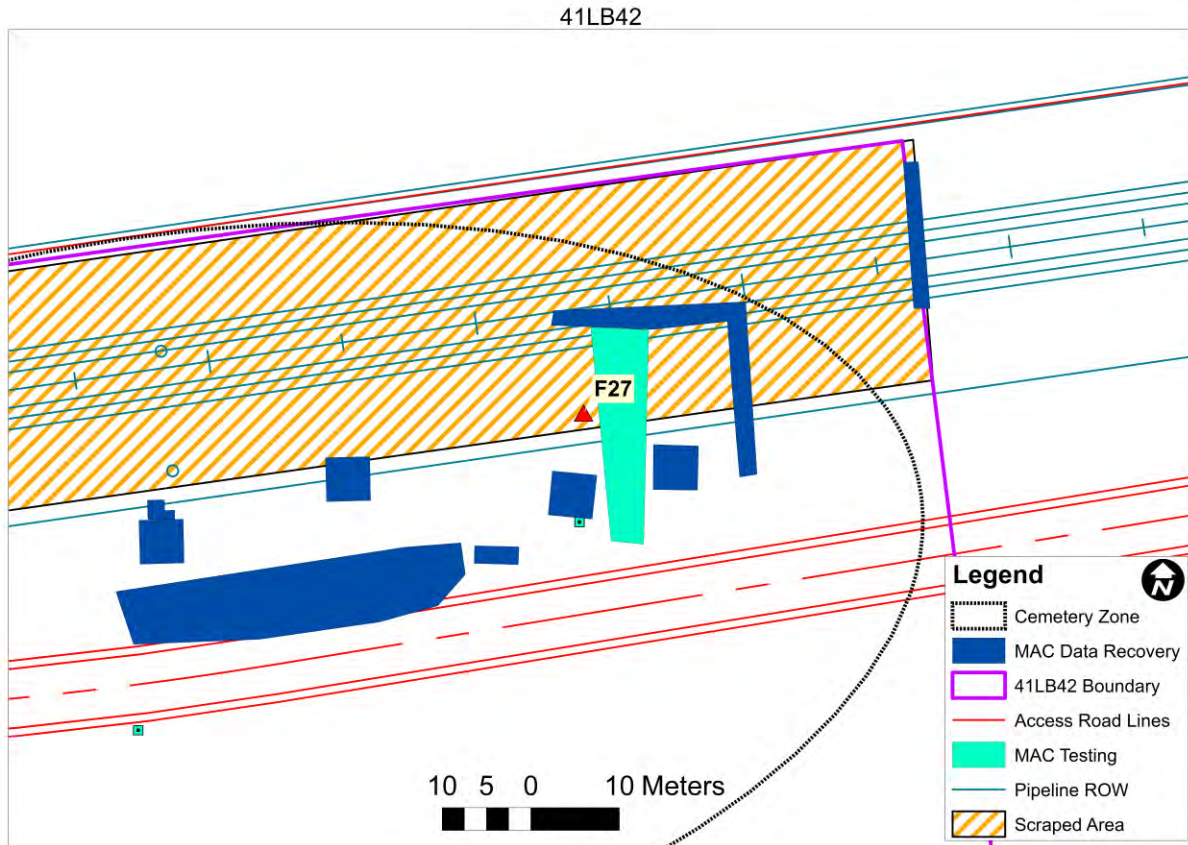 41LB42
F27
10 5 0 10 Meters
Legend
N
Cemetery Zone
MAC Data Recovery
41LB42 Boundary
Access Road Lines
MAC Testing
Pipeline ROW
Scraped Area